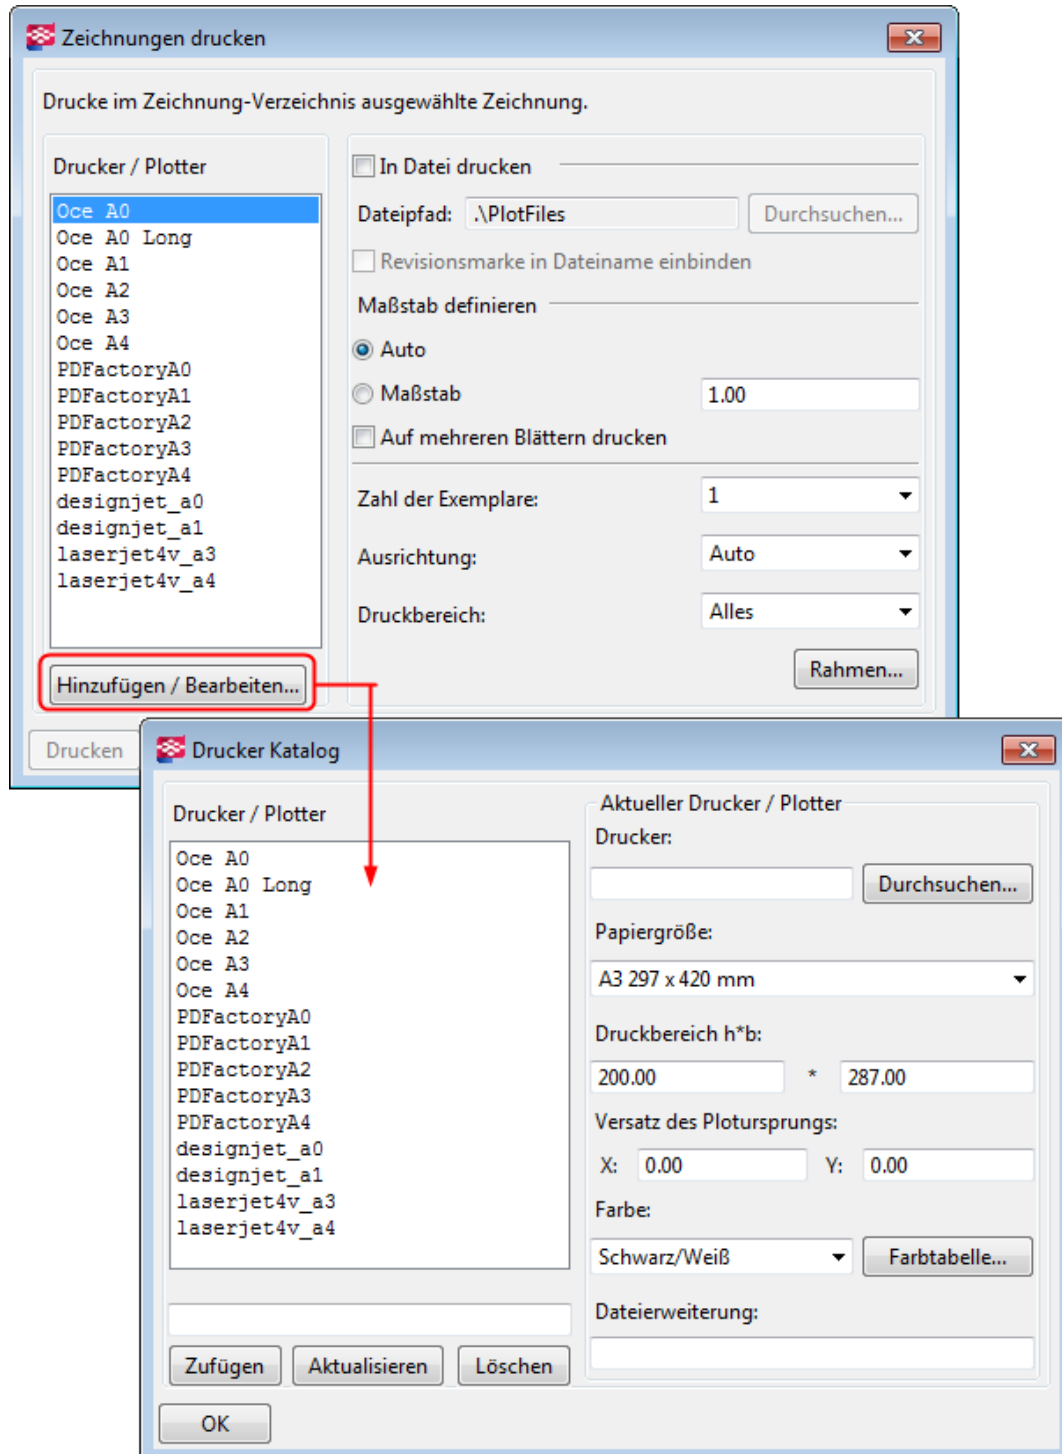 Zeichnungen drucken
Drucke im Zeichnung-Verzeichnis ausgewählte Zeichnung.
Drucker / Plotter
Oce A0
Oce A0 Long
Oce A1
Oce A2
Oce A3
Oce A4
PDFactoryA0
PDFactoryA1
PDFactoryA2
PDFactoryA3
PDFactoryA4
designjet_a0
designjet_a1
laserjet4v_a3
laserjet4v_a4
Hinzufügen / Bearbeiten...
In Datei drucken
Dateipfad: .\PlotFiles Durchsuchen...
Revisionsmarke in Dateiname einbinden
Maßstab definieren
Auto
Maßstab 1.00
Auf mehreren Blättern drucken
Zahl der Exemplare: 1
Ausrichtung: Auto
Druckbereich: Alles
Rahmen...
Drucken
Drucker Katalog
Drucker / Plotter
Oce A0
Oce A0 Long
Oce A1
Oce A2
Oce A3
Oce A4
PDFactoryA0
PDFactoryA1
PDFactoryA2
PDFactoryA3
PDFactoryA4
designjet_a0
designjet_a1
laserjet4v_a3
laserjet4v_a4
Zufügen Aktualisieren Löschen
Aktueller Drucker / Plotter
Drucker:
Durchsuchen...
Papiergröße:
A3 297 x 420 mm
Druckbereich h*b:
200.00 * 287.00
Versatz des Plotursprungs:
X: 0.00 Y: 0.00
Farbe:
Schwarz/Weiß Farbtabelle...
Dateierweiterung:
OK